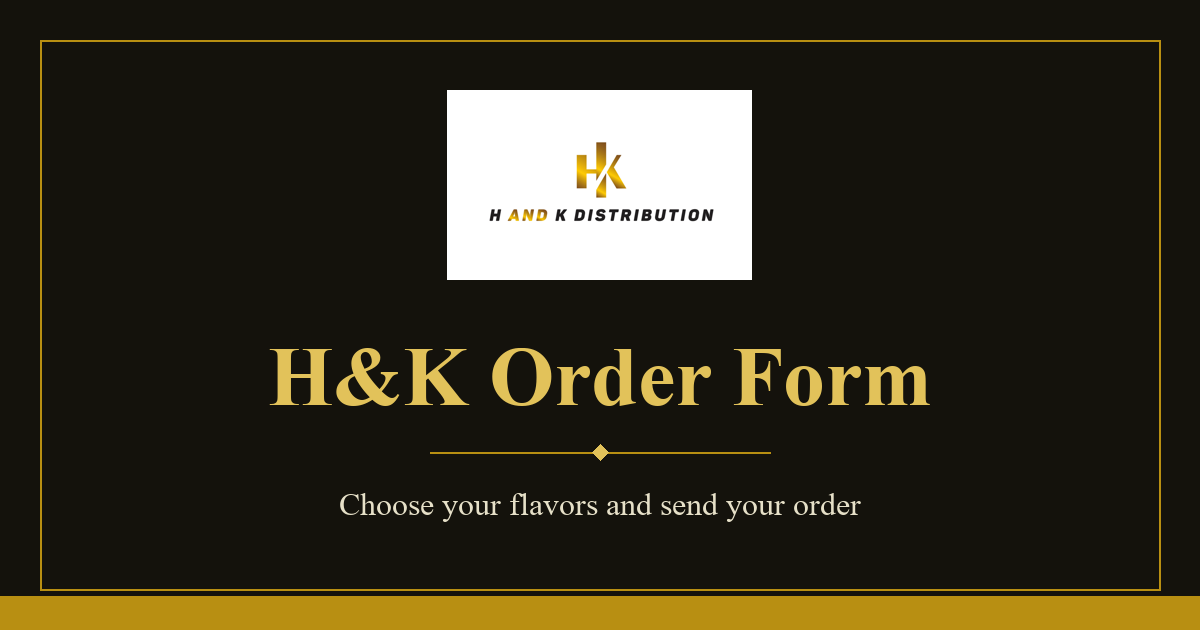 HK
H AND K DISTRIBUTION
H&K Order Form
Choose your flavors and send your order